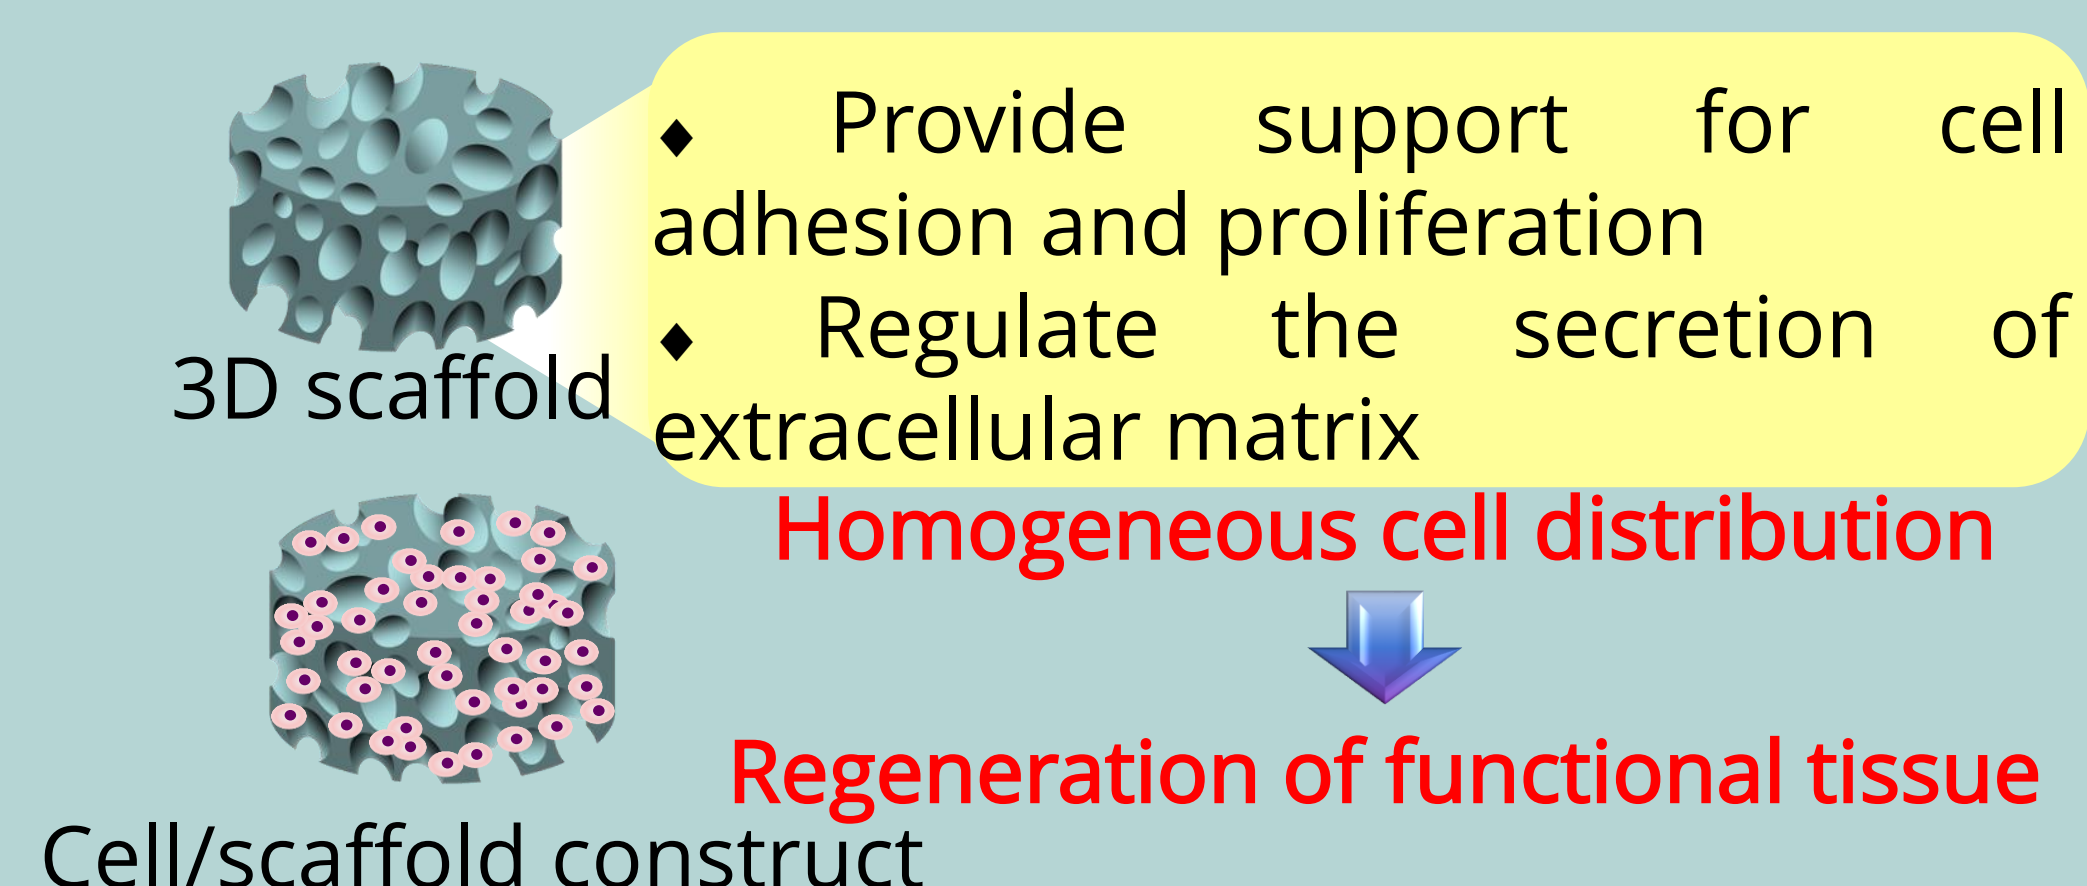 ♦ Provide support for cell
adhesion and proliferation
♦ Regulate the secretion of
extracellular matrix
3D scaffold
Homogeneous cell distribution
Regeneration of functional tissue
Cell/scaffold construct